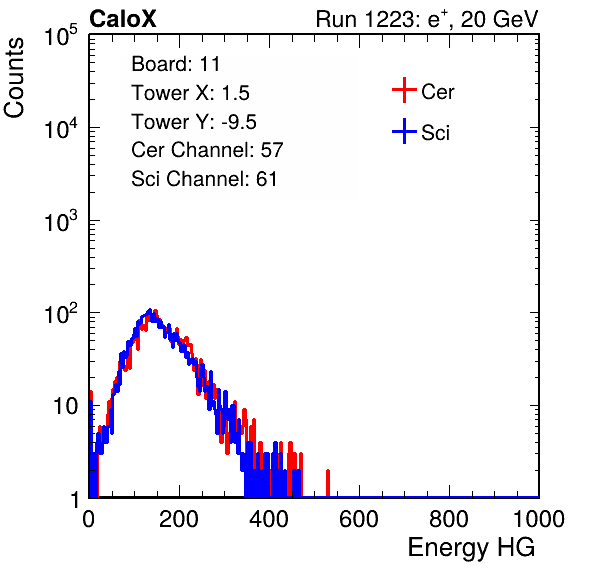 CaloX Run 1223: e⁺, 20 GeV
Counts
Board: 11
Tower X: 1.5
Tower Y: -9.5
Cer Channel: 57
Sci Channel: 61
Cer
Sci
10⁵
10⁴
10³
10²
10
1
0 200 400 600 800 1000
Energy HG